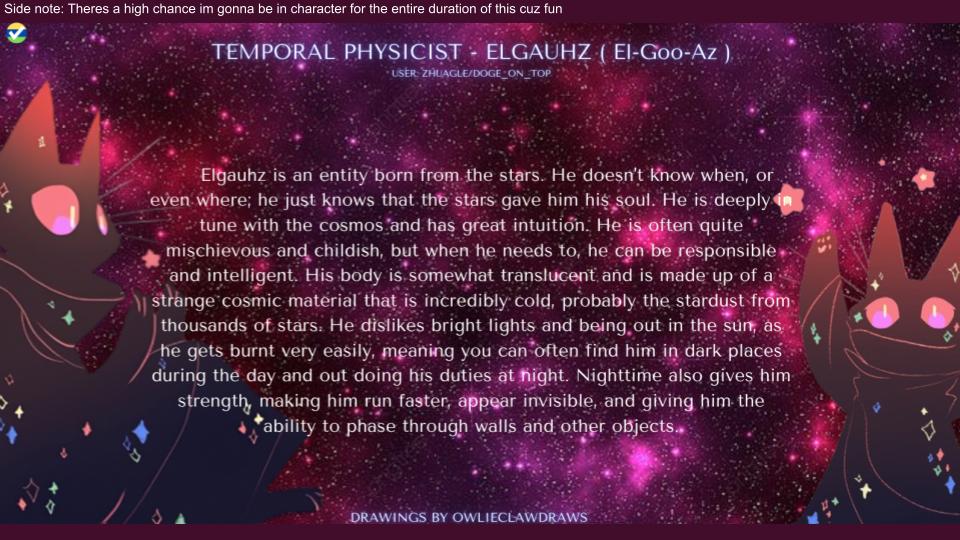 Side note: Theres a high chance im gonna be in character for the entire duration of this cuz fun
TEMPORAL PHYSICIST - ELGAUHZ ( El-Goo-Az )
USER: ZHUAGLE/DOGE_ON_TOP
Elgauhz is an entity born from the stars. He doesn't know when, or
even where; he just knows that the stars gave him his soul. He is deeply in
tune with the cosmos and has great intuition. He is often quite
mischievous and childish, but when he needs to, he can be responsible
and intelligent. His body is somewhat translucent and is made up of a
strange cosmic material that is incredibly cold, probably the stardust from
thousands of stars. He dislikes bright lights and being out in the sun, as
he gets burnt very easily, meaning you can often find him in dark places
during the day and out doing his duties at night. Nighttime also gives him
strength, making him run faster, appear invisible, and giving him the
ability to phase through walls and other objects.
DRAWINGS BY OWLIECLAWDRAWS